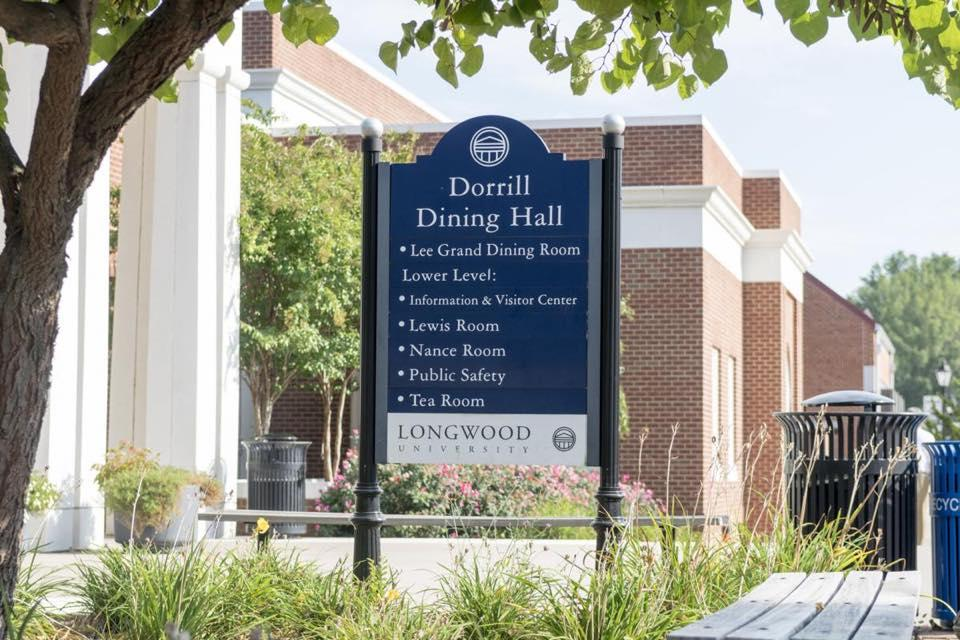 Dorrill
Dining Hall
• Lee Grand Dining Room
Lower Level:
• Information & Visitor Center
• Lewis Room
• Nance Room
• Public Safety
• Tea Room
LONGWOOD
UNIVERSITY
ECYC